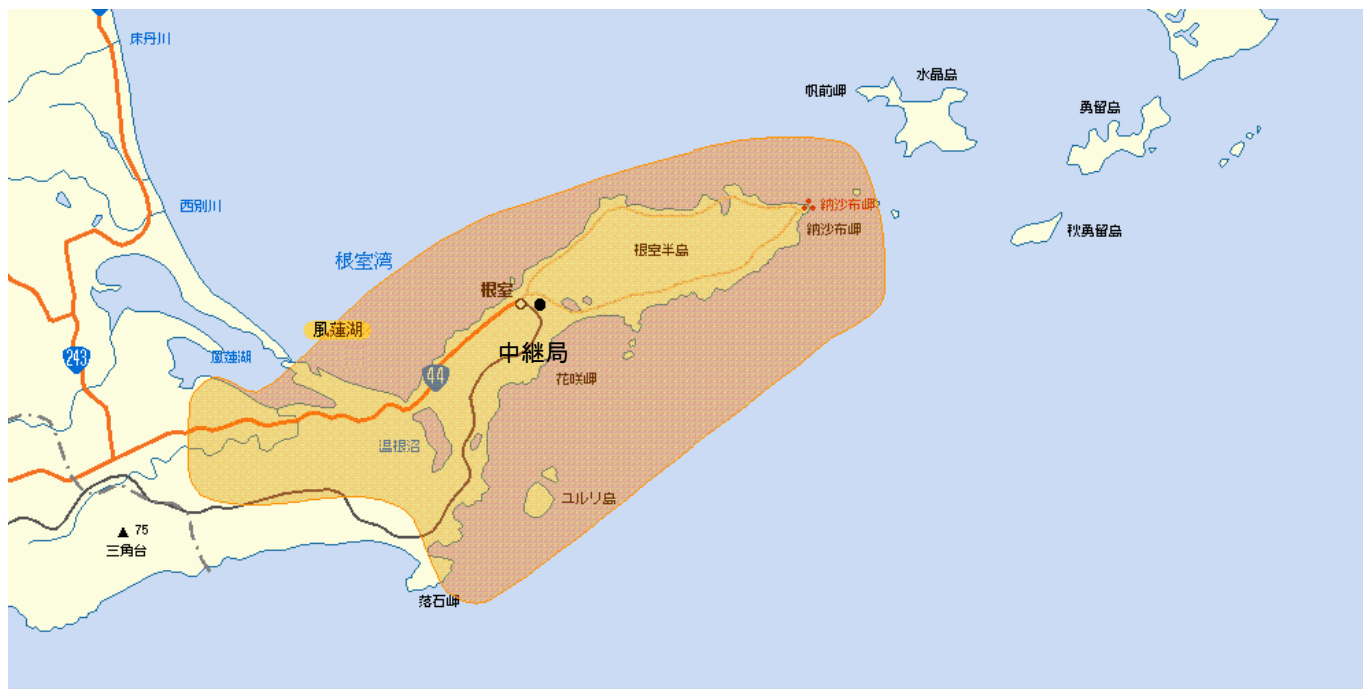 床丹川
水晶島
帆前岬
勇留島
西別川
納沙布岬
納沙布岬
秋勇留島
根室半島
根室湾
根室
風蓮湖
風蓮湖
243
中継局
44
花咲岬
温根沼
ユルリ島
75
三角台
落石岬